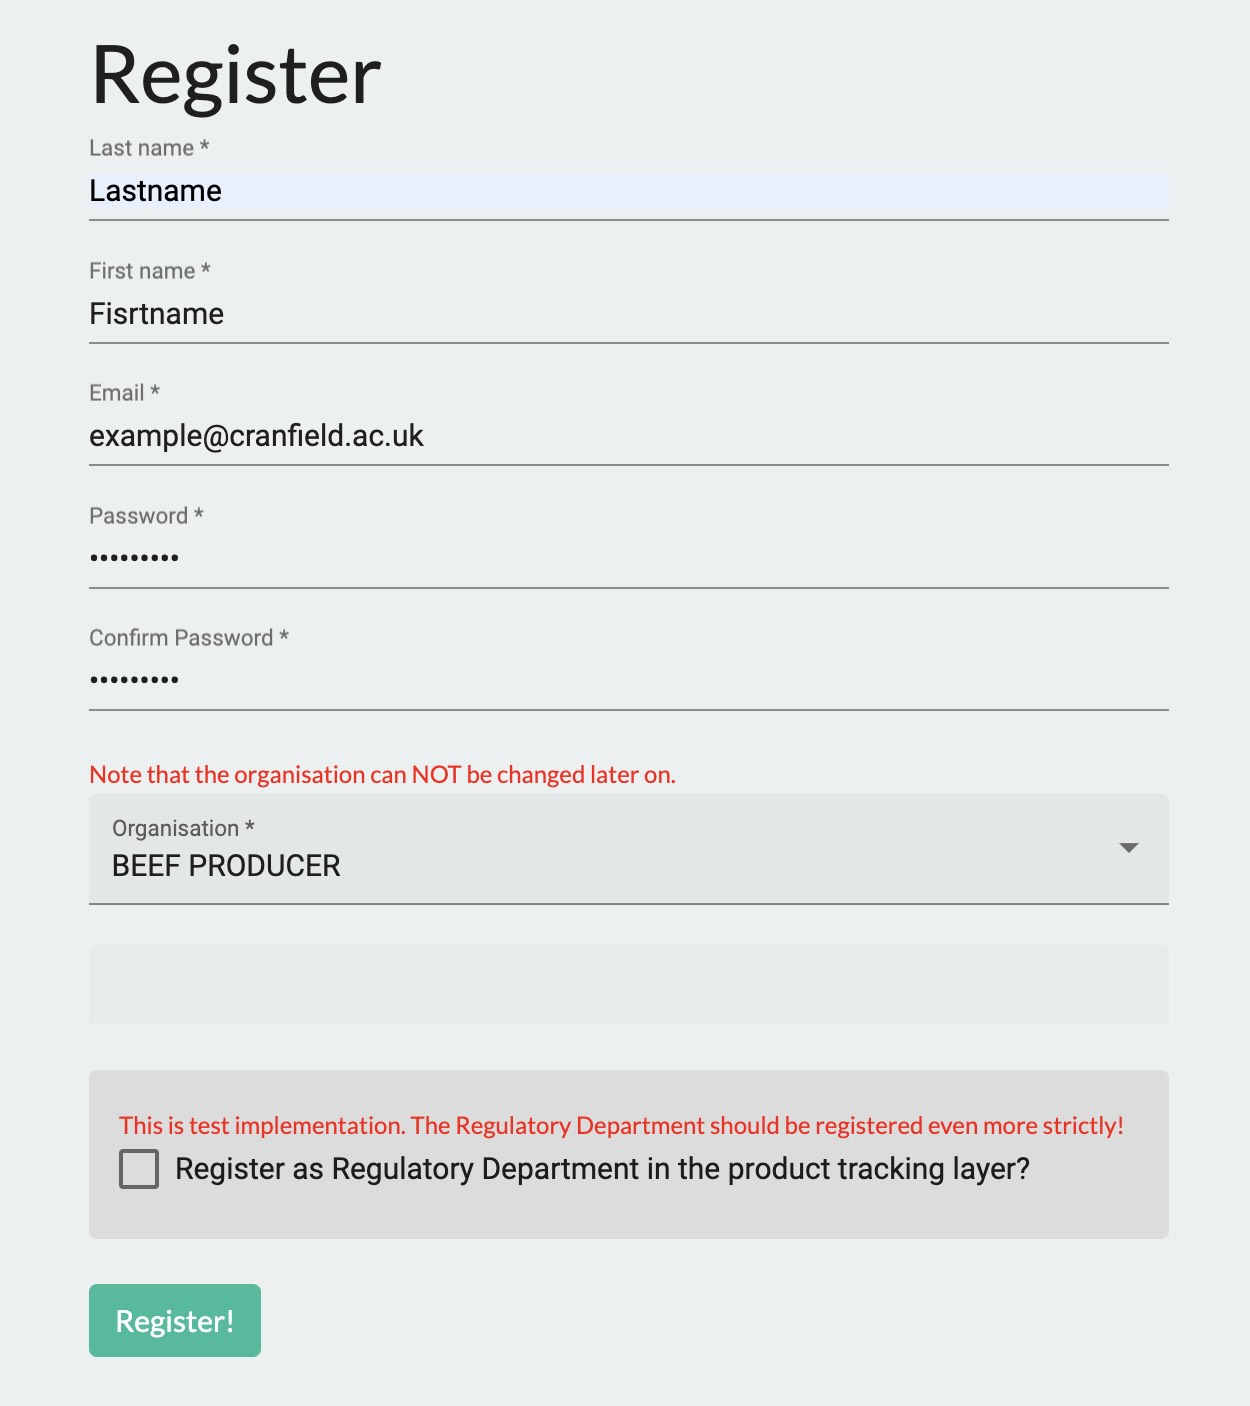 Register
Last name *
Lastname
First name *
Fisrtname
Email *
example@cranfield.ac.uk
Password *
•••••••••
Confirm Password *
•••••••••
Note that the organisation can NOT be changed later on.
Organisation *
BEEF PRODUCER
This is test implementation. The Regulatory Department should be registered even more strictly!
Register as Regulatory Department in the product tracking layer?
Register!